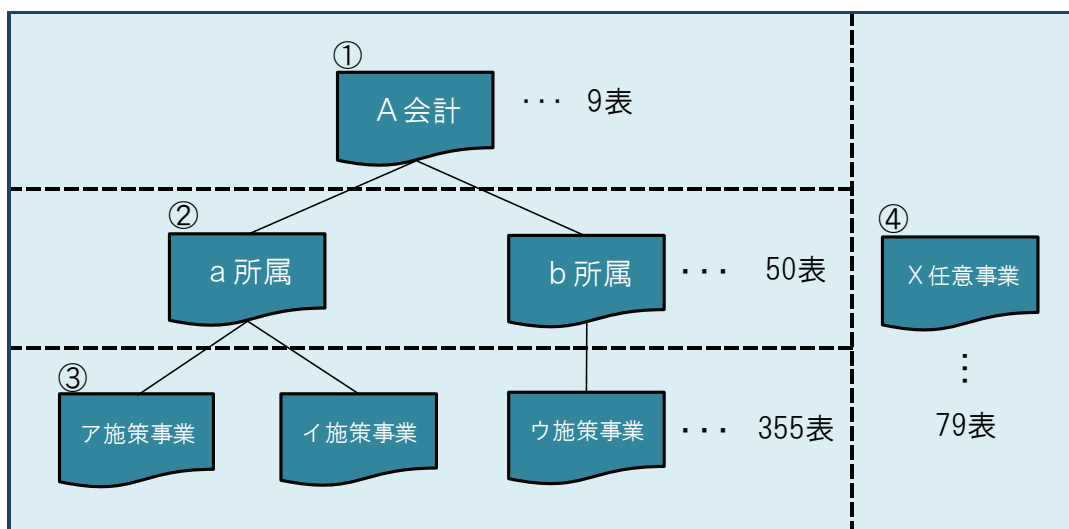 ①
A会計 ・・・ 9表
②
a所属
b所属 ・・・ 50表
③
ア施策事業
イ施策事業
ウ施策事業 ・・・ 355表
④
X任意事業
・・・
79表